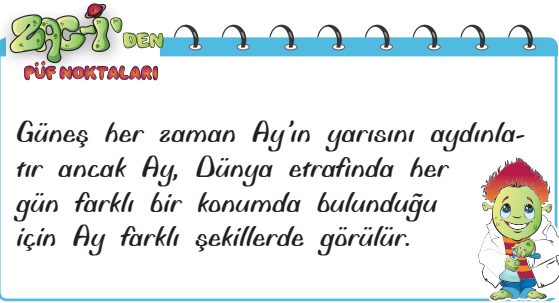 ZAC-İ'DEN
PÜF NOKTALARI
Güneş her zaman Ay'ın yarısını aydınla-
tır ancak Ay, Dünya etrafında her
gün farklı bir konumda bulunduğu
için Ay farklı şekillerde görülür.